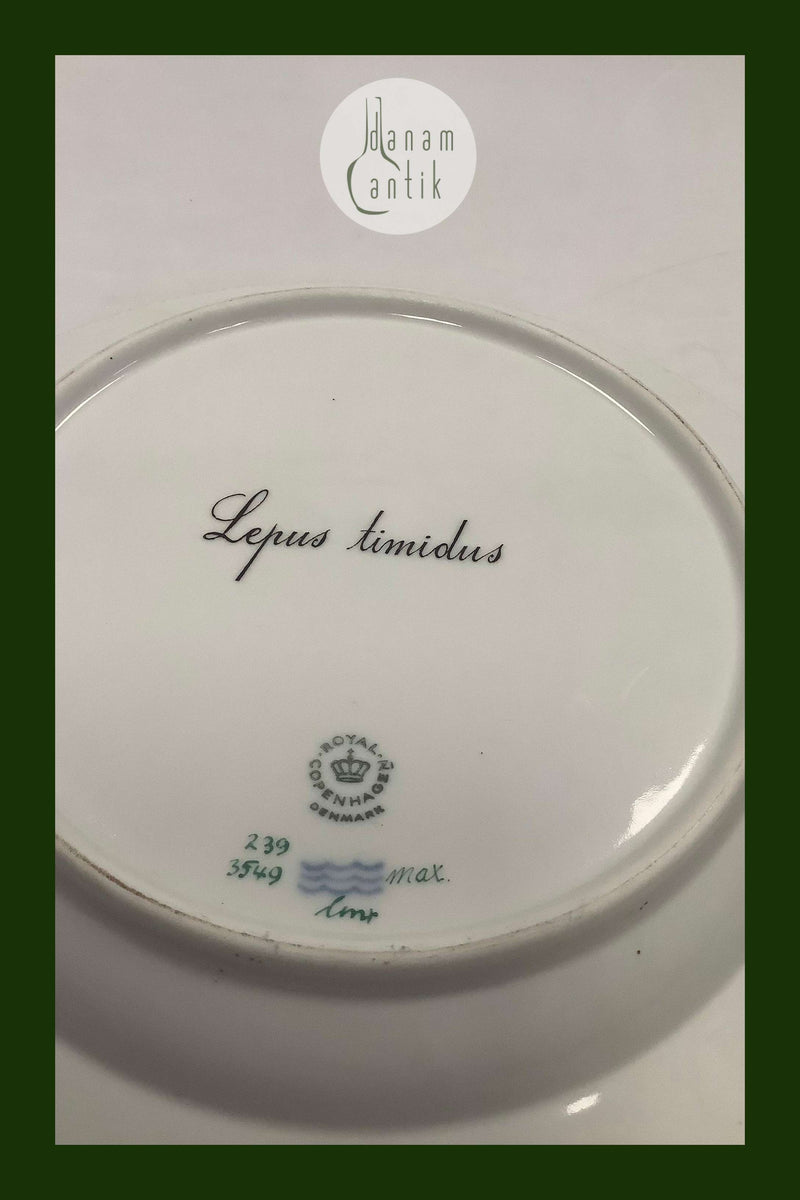 danam
antik
Lepus timidus
ROYAL
COPENHAGEN
DENMARK
239
3549
max.